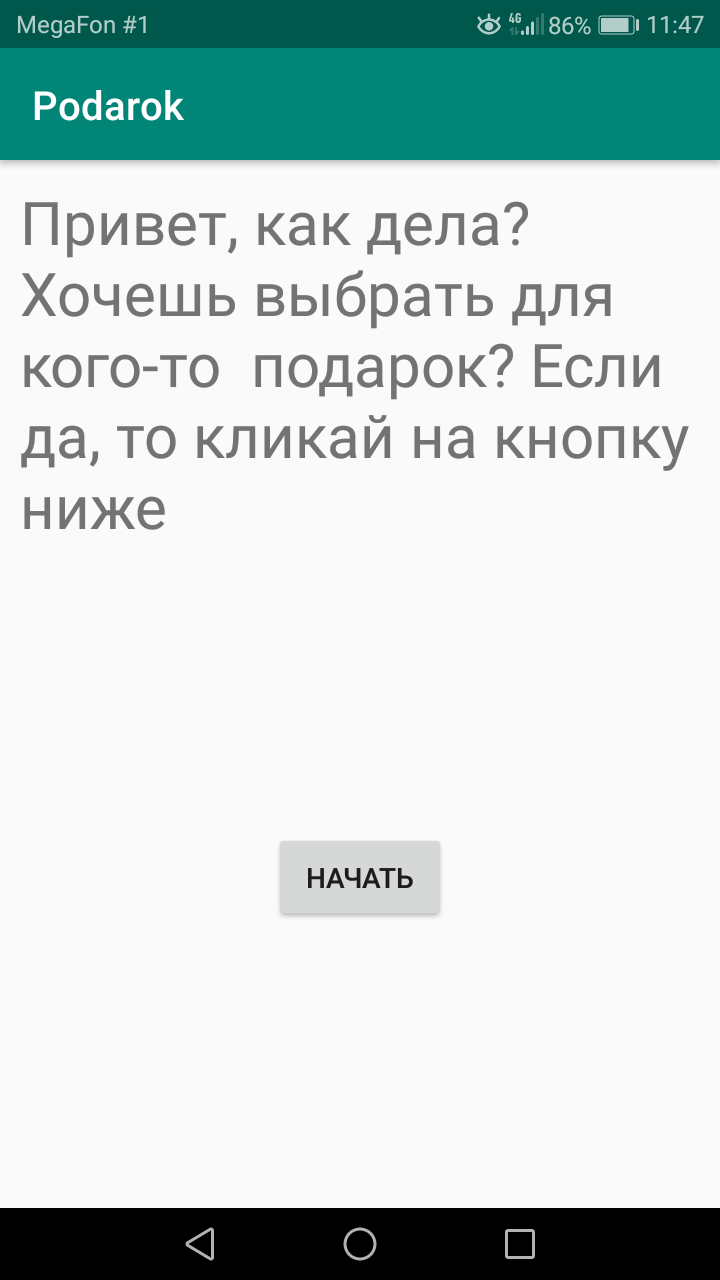 MegaFon #1 4G 86% 11:47
Podarok
Привет, как дела?
Хочешь выбрать для
кого-то  подарок? Если
да, то кликай на кнопку
ниже
НАЧАТЬ